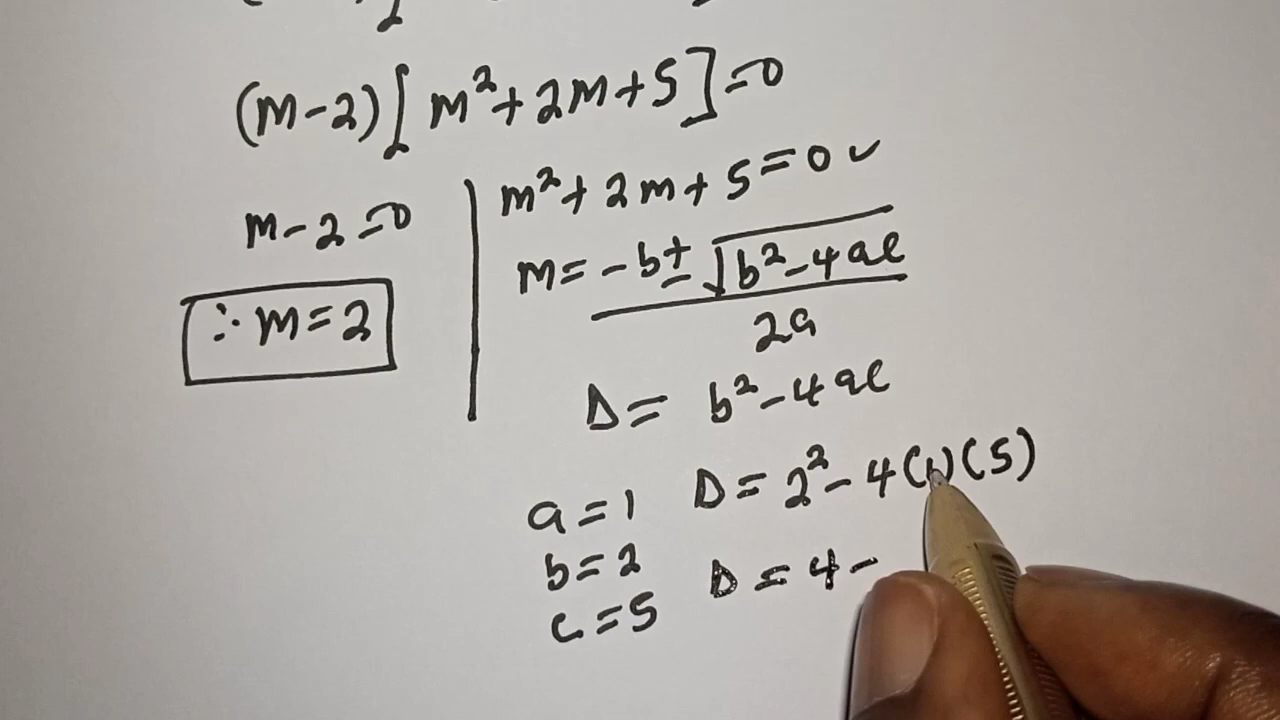 (m-2)[m²+2m+5]=0
m-2=0
∴ m=2
m²+2m+5=0 ✓
m= -b±√b²-4ac
2a
D= b²-4ac
a=1
b=2
c=5
D= 2²-4(1)(5)
D= 4-